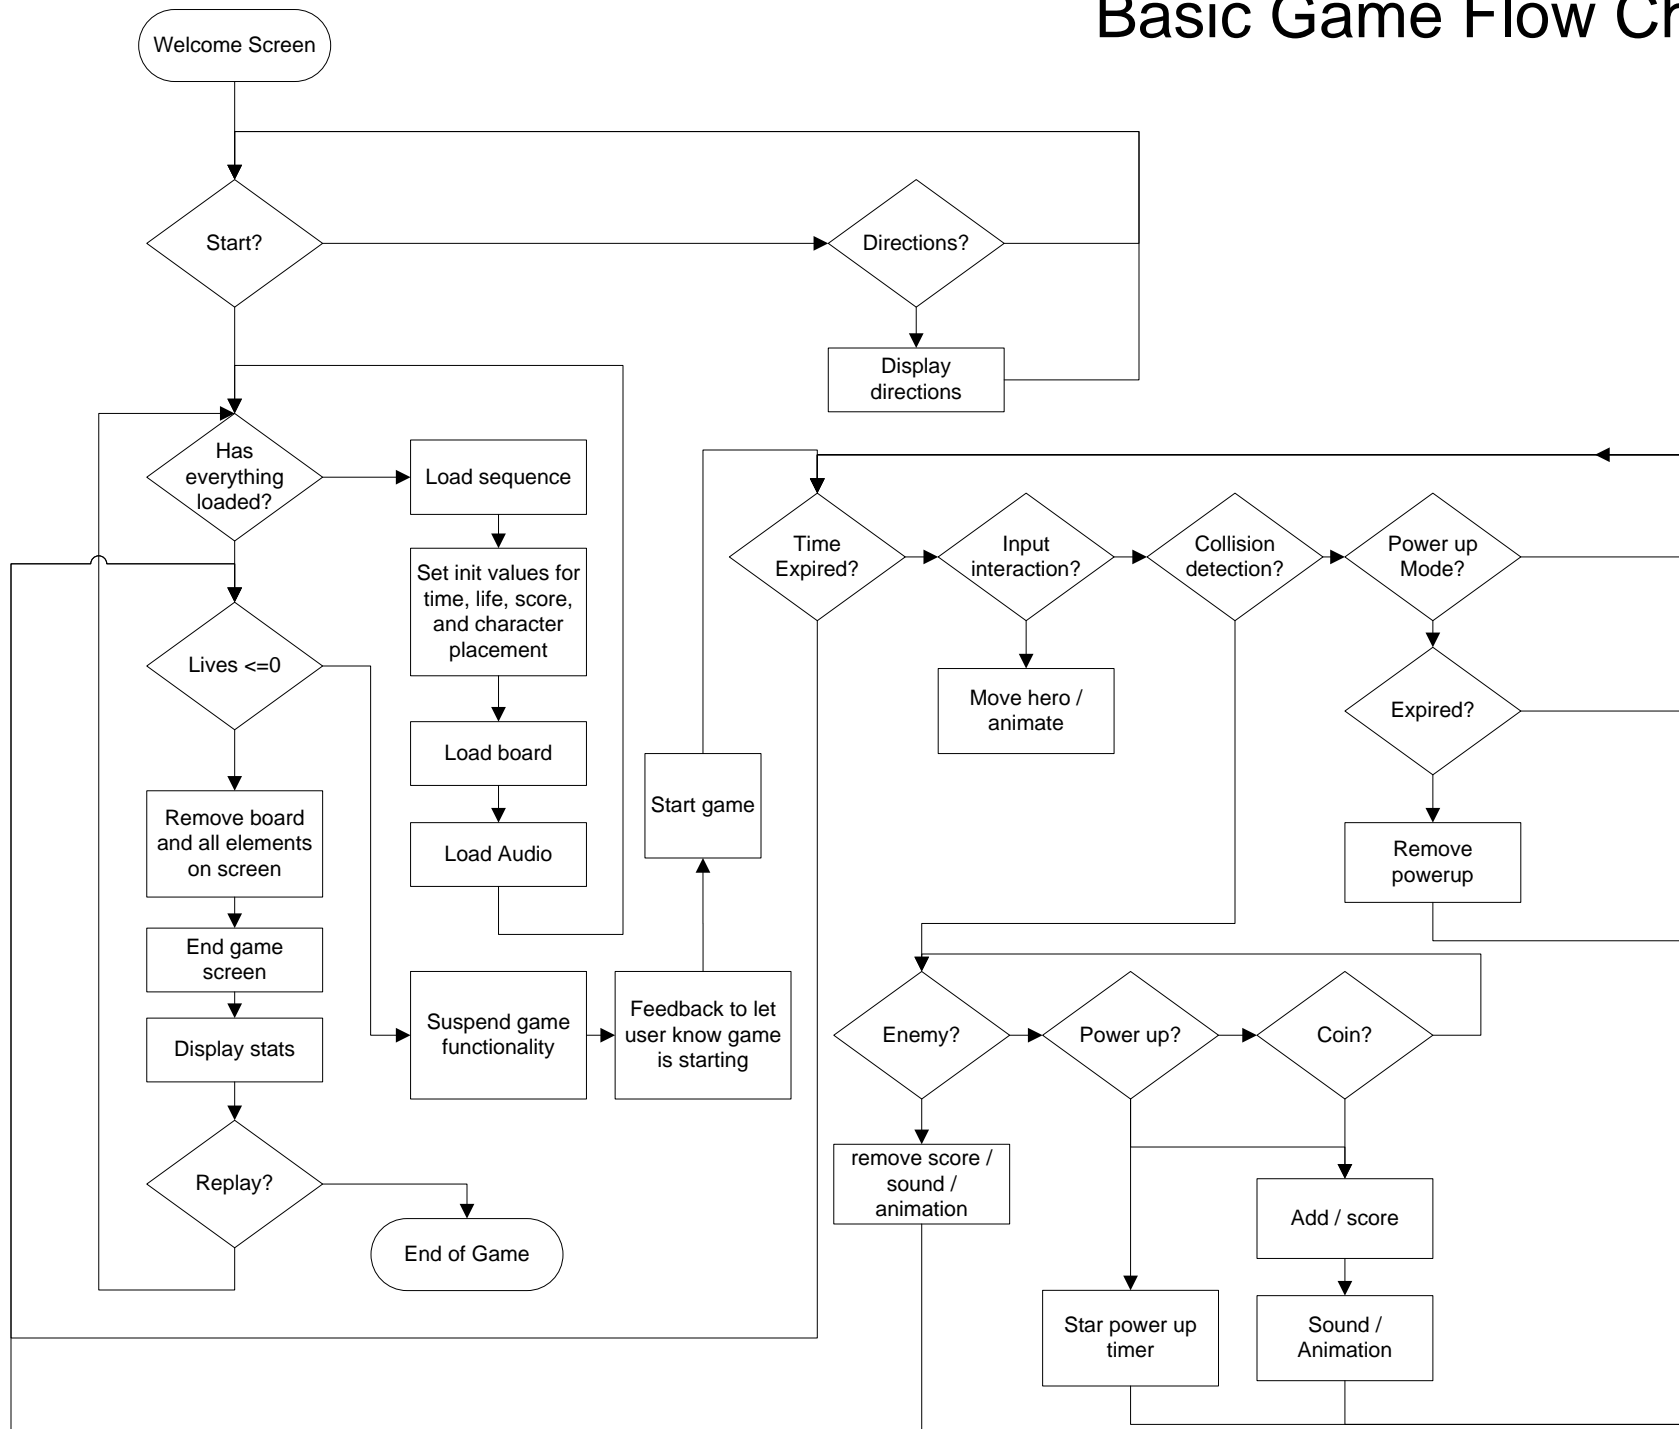 Basic Game Flow Ch
Welcome Screen
Start?
Directions?
Display
directions
Has
everything
loaded?
Load sequence
Time
Expired?
Input
interaction?
Collision
detection?
Power up
Mode?
Set init values for
time, life, score,
and character
placement
Lives <=0
Move hero /
animate
Expired?
Load board
Start game
Remove board
and all elements
on screen
Load Audio
Remove
powerup
End game
screen
Suspend game
functionality
Feedback to let
user know game
is starting
Enemy?
Power up?
Coin?
Display stats
Replay?
remove score /
sound /
animation
Add / score
End of Game
Star power up
timer
Sound /
Animation